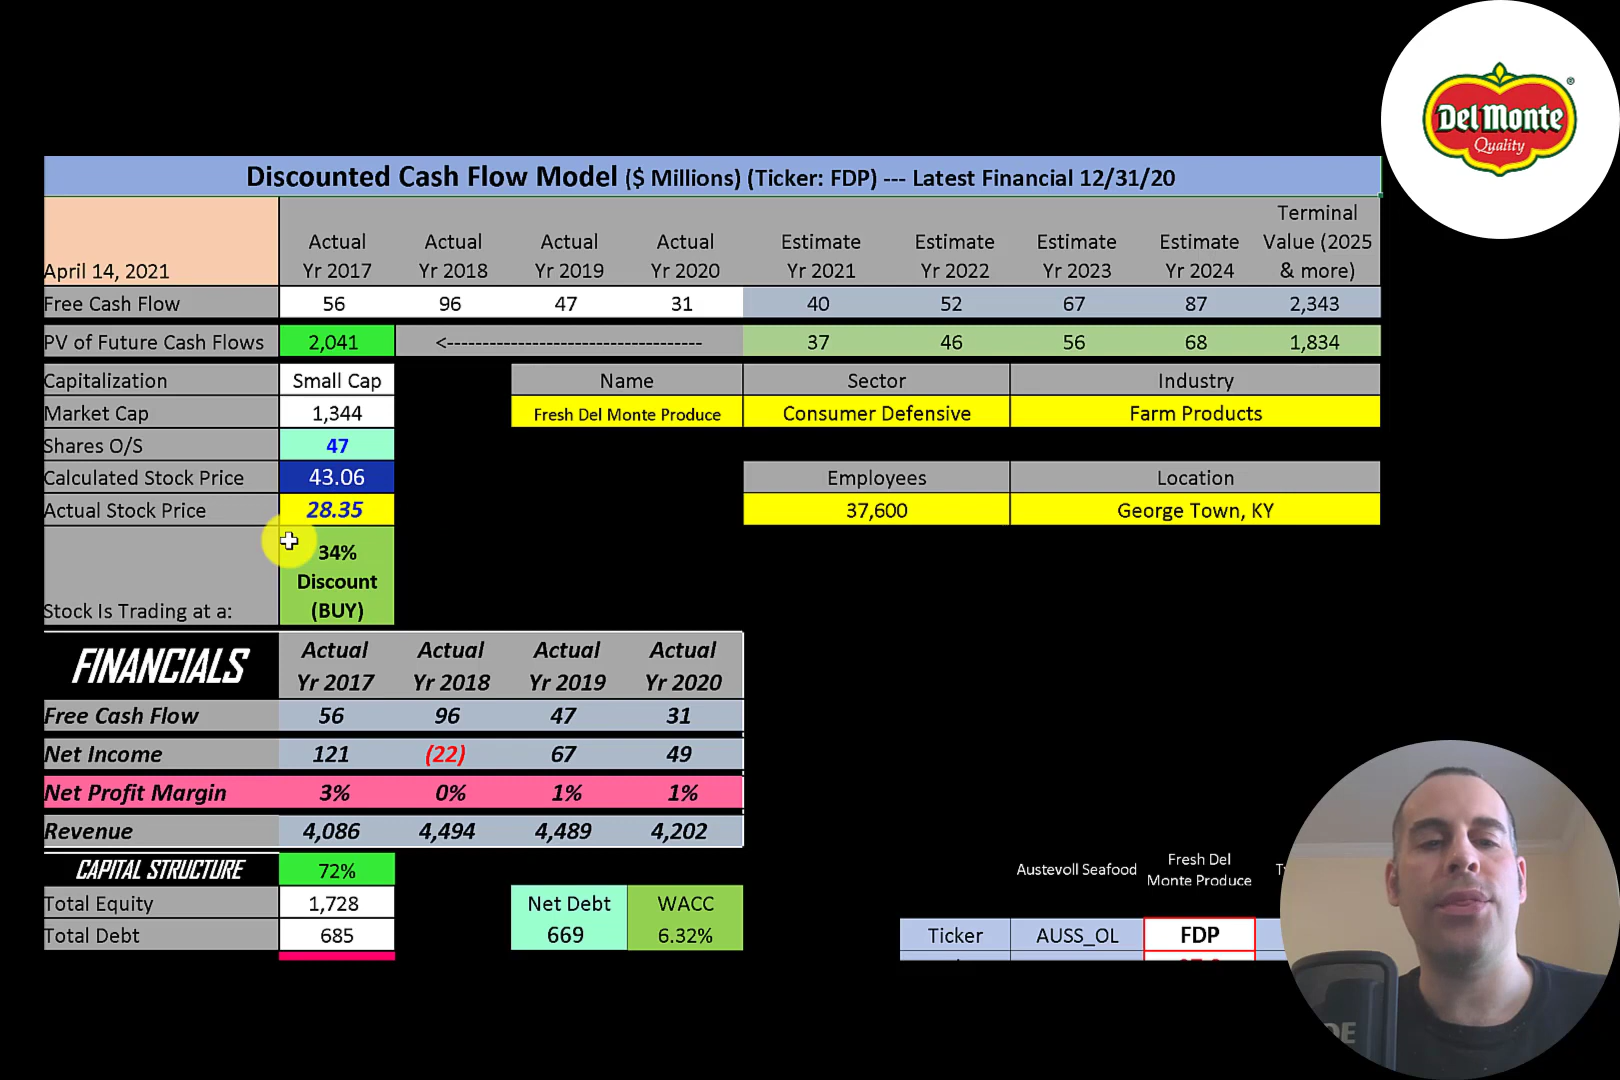 Del Monte
®
Quality
Discounted Cash Flow Model ($ Millions) (Ticker: FDP) --- Latest Financial 12/31/20
April 14, 2021
Actual Yr 2017
Actual Yr 2018
Actual Yr 2019
Actual Yr 2020
Estimate Yr 2021
Estimate Yr 2022
Estimate Yr 2023
Estimate Yr 2024
Terminal Value (2025 & more)
Free Cash Flow 56 96 47 31 40 52 67 87 2,343
PV of Future Cash Flows 2,041 <----------------------------------- 37 46 56 68 1,834
Capitalization Small Cap Name Sector Industry
Market Cap 1,344 Fresh Del Monte Produce Consumer Defensive Farm Products
Shares O/S 47
Calculated Stock Price 43.06 Employees Location
Actual Stock Price 28.35 37,600 George Town, KY
Stock Is Trading at a: 34% Discount (BUY)
FINANCIALS
Actual Yr 2017
Actual Yr 2018
Actual Yr 2019
Actual Yr 2020
Free Cash Flow 56 96 47 31
Net Income 121 (22) 67 49
Net Profit Margin 3% 0% 1% 1%
Revenue 4,086 4,494 4,489 4,202
CAPITAL STRUCTURE 72%
Total Equity 1,728 Net Debt WACC
Total Debt 685 669 6.32%
Austevoll Seafood
Fresh Del Monte Produce
Ticker AUSS_OL FDP